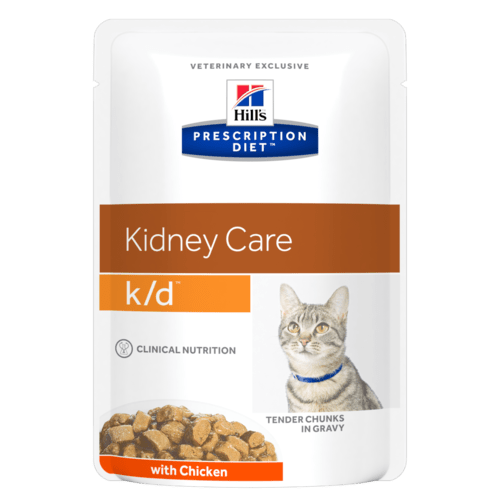 VETERINARY EXCLUSIVE
Hill's
PRESCRIPTION
DIET™
Kidney Care
k/d™
CLINICAL NUTRITION
TENDER CHUNKS
IN GRAVY
with Chicken